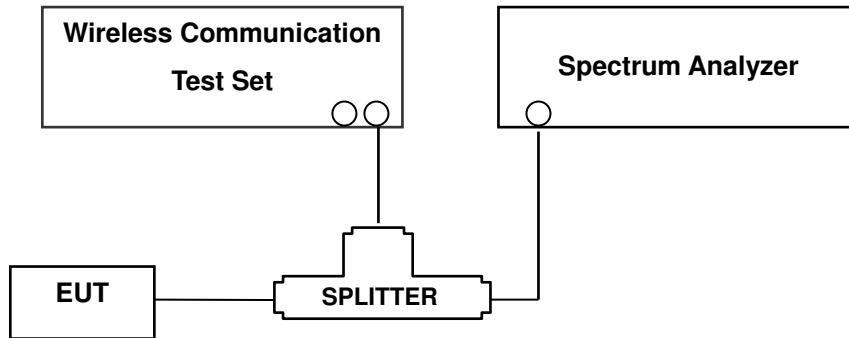 Wireless Communication
Test Set
Spectrum Analyzer
EUT
SPLITTER